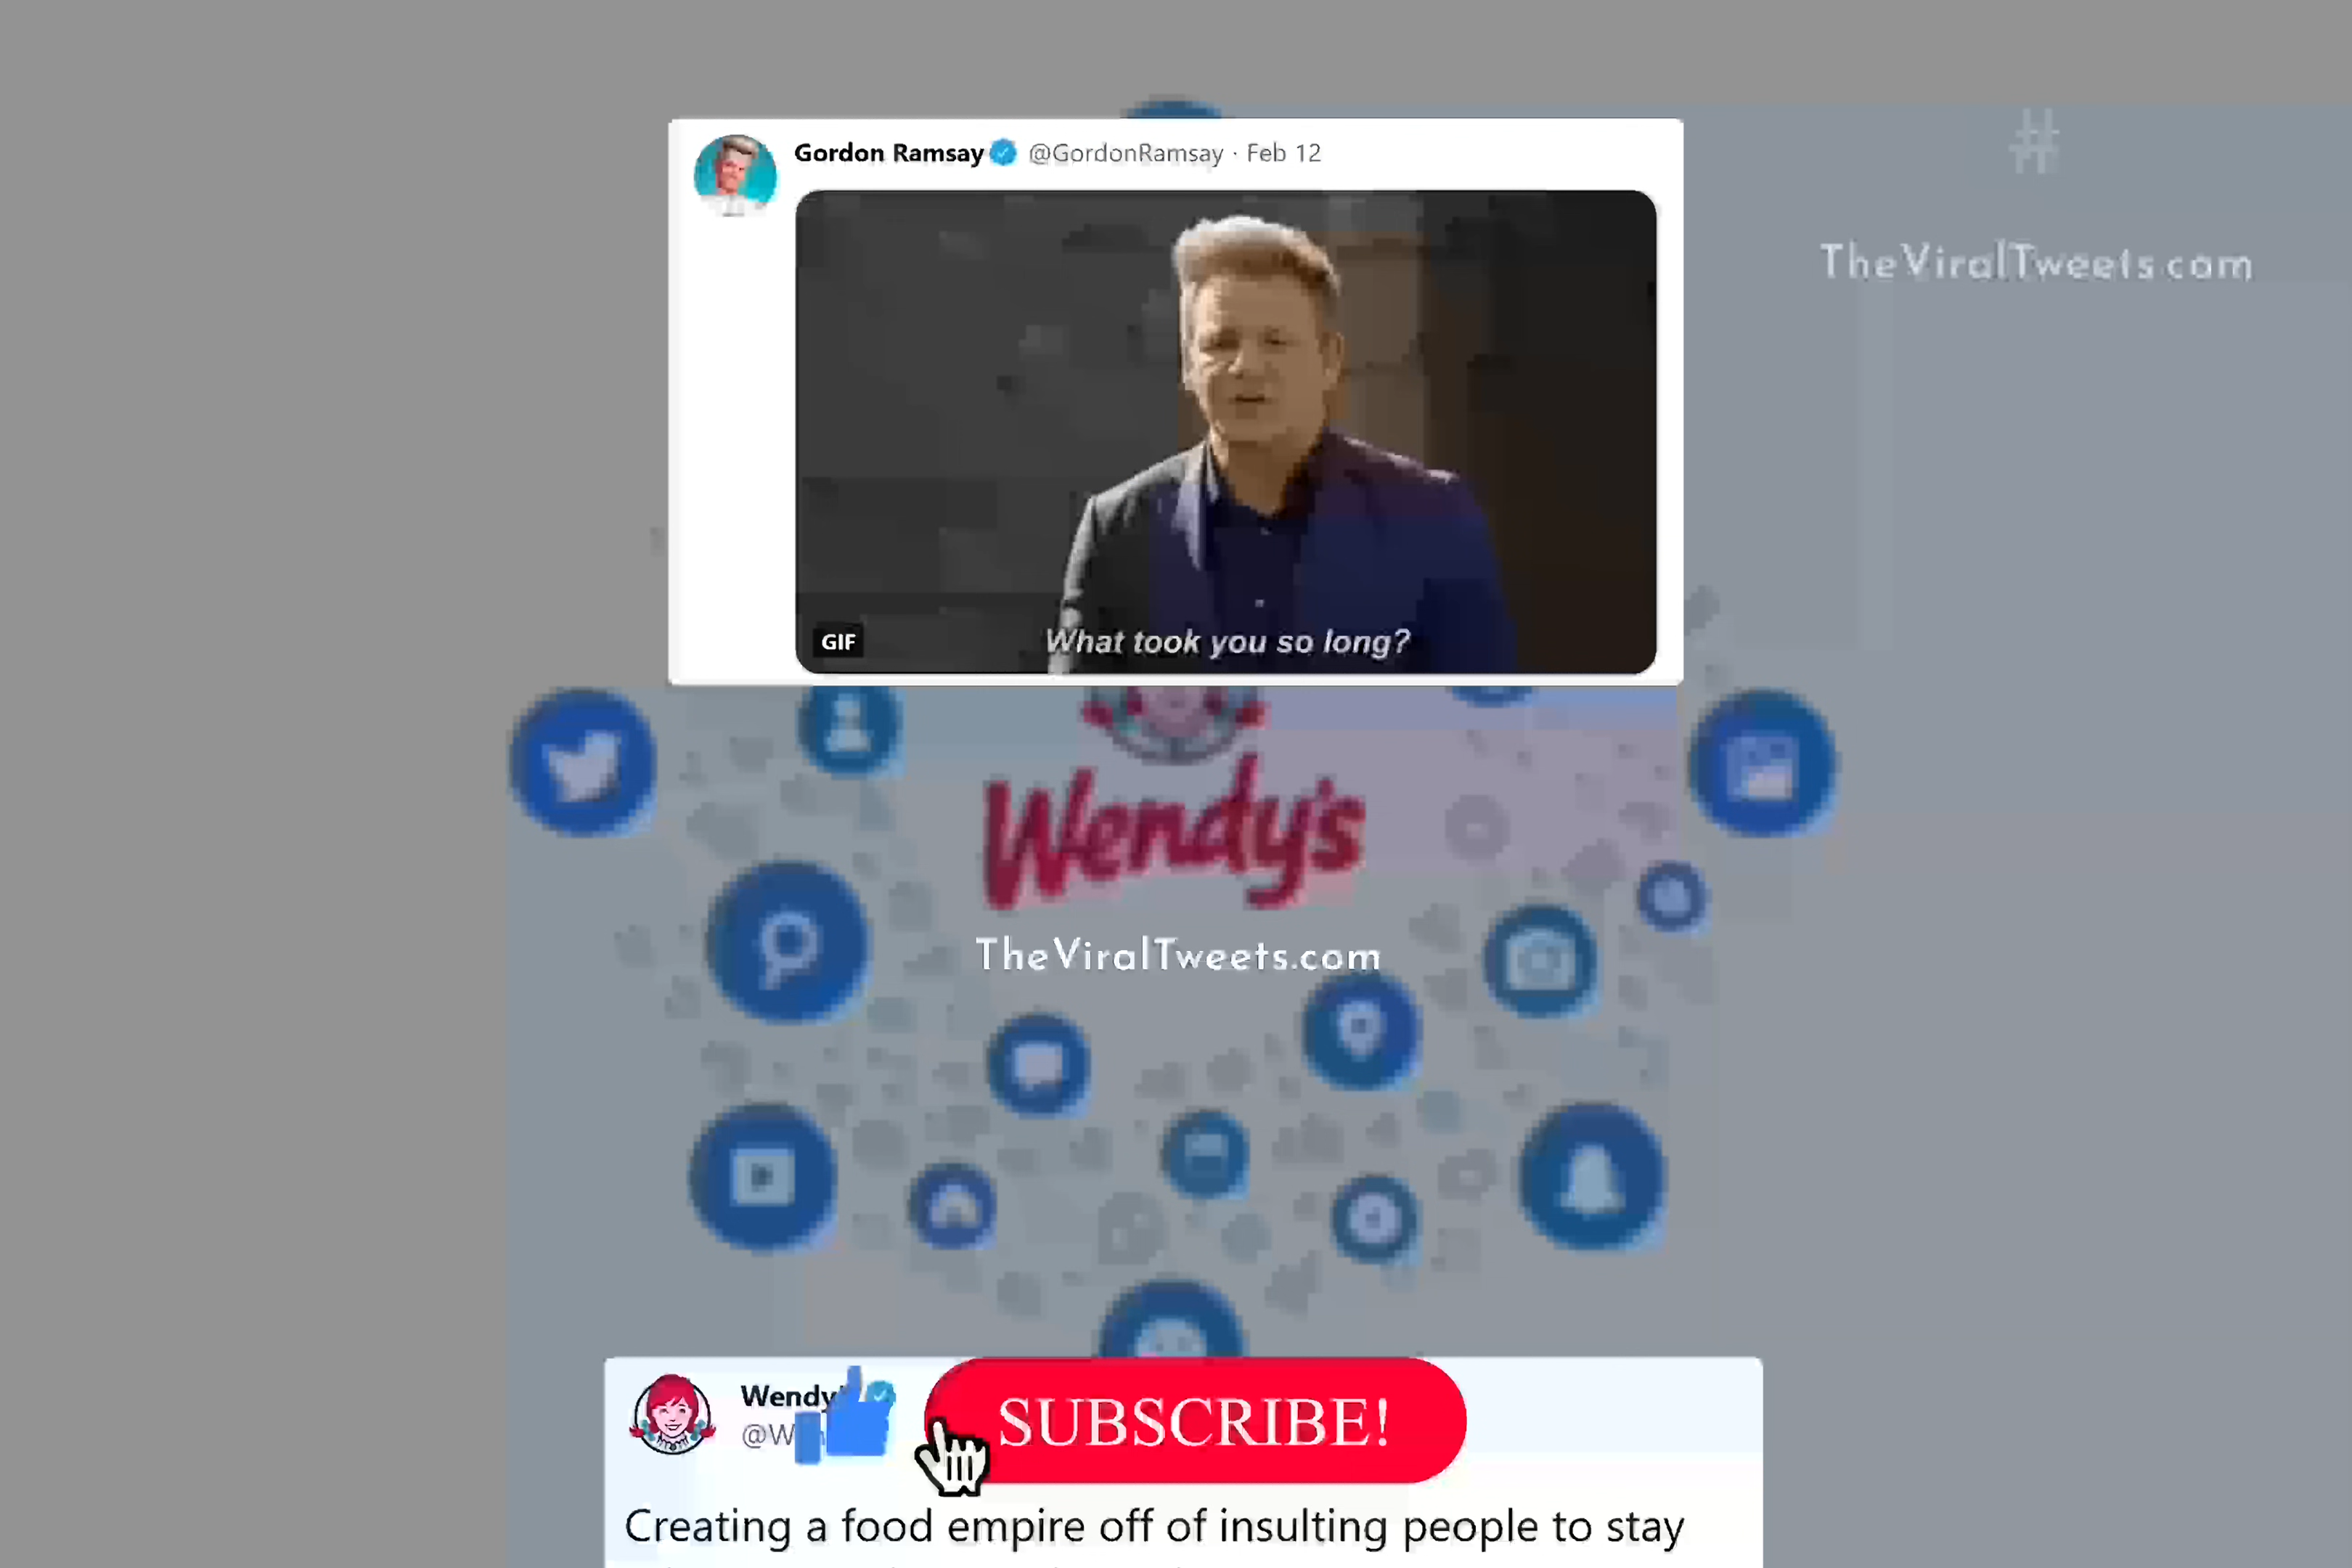 Gordon Ramsay @GordonRamsay · Feb 12
#
TheViralTweets.com
GIF
What took you so long?
Wendy's
TheViralTweets.com
Wendy
@W
SUBSCRIBE!
Creating a food empire off of insulting people to stay